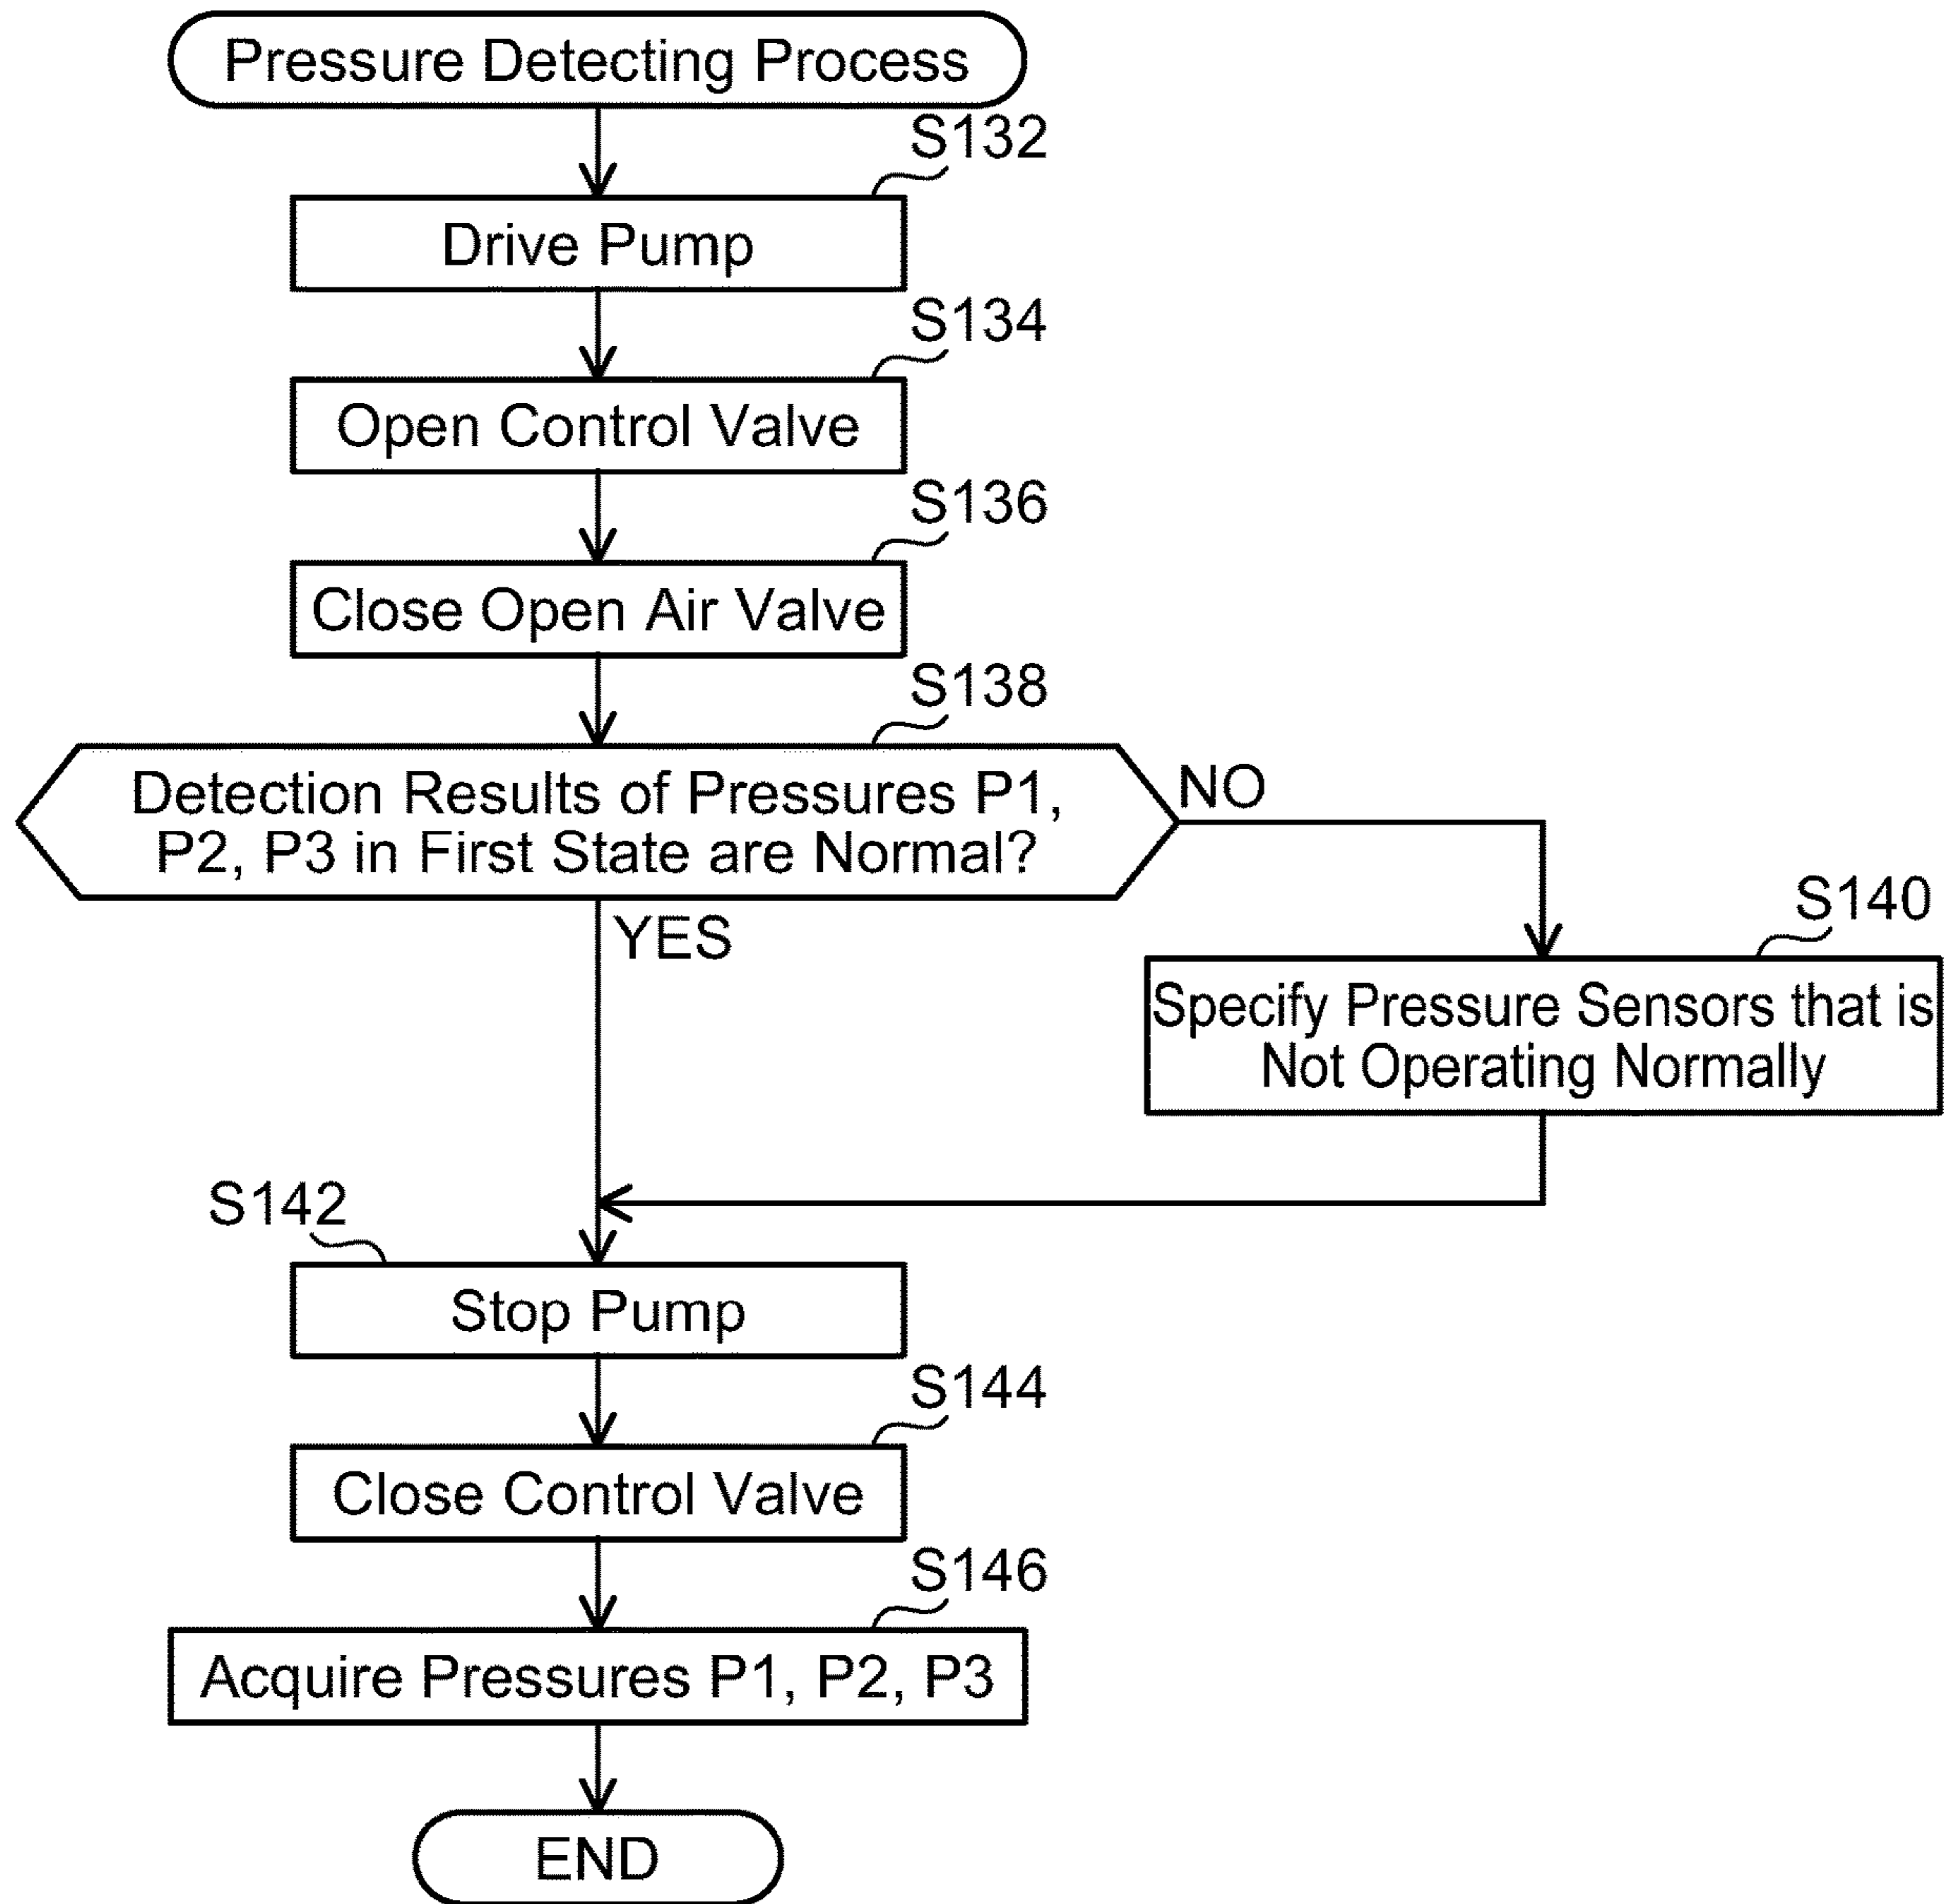 Pressure Detecting Process
S132
Drive Pump
S134
Open Control Valve
S136
Close Open Air Valve
S138
Detection Results of Pressures P1,
P2, P3 in First State are Normal?
NO
YES
S140
Specify Pressure Sensors that is
Not Operating Normally
S142
Stop Pump
S144
Close Control Valve
S146
Acquire Pressures P1, P2, P3
END